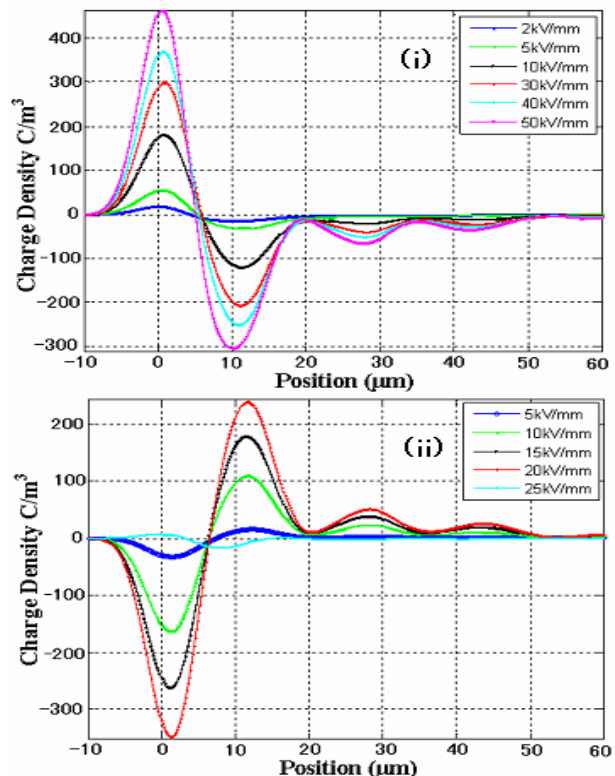 400
300
200
100
0
-100
-200
-300
-10
0
10
20
30
40
50
60
Charge Density C/m³
Position (µm)
(i)
2kV/mm
5kV/mm
10kV/mm
30kV/mm
40kV/mm
50kV/mm
200
100
0
-100
-200
-300
-10
0
10
20
30
40
50
60
Charge Density C/m³
Position (µm)
(ii)
5kV/mm
10kV/mm
15kV/mm
20kV/mm
25kV/mm